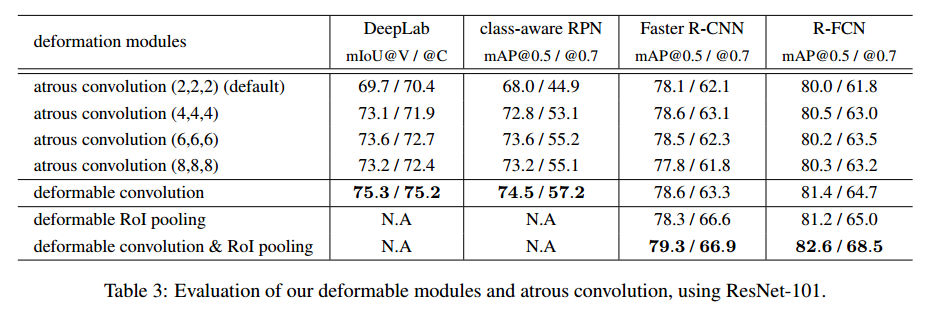 deformation modules DeepLab class-aware RPN Faster R-CNN R-FCN
mIoU@V / @C mAP@0.5 / @0.7 mAP@0.5 / @0.7 mAP@0.5 / @0.7
atrous convolution (2,2,2) (default) 69.7 / 70.4 68.0 / 44.9 78.1 / 62.1 80.0 / 61.8
atrous convolution (4,4,4) 73.1 / 71.9 72.8 / 53.1 78.6 / 63.1 80.5 / 63.0
atrous convolution (6,6,6) 73.6 / 72.7 73.6 / 55.2 78.5 / 62.3 80.2 / 63.5
atrous convolution (8,8,8) 73.2 / 72.4 73.2 / 55.1 77.8 / 61.8 80.3 / 63.2
deformable convolution 75.3 / 75.2 74.5 / 57.2 78.6 / 63.3 81.4 / 64.7
deformable RoI pooling N.A N.A 78.3 / 66.6 81.2 / 65.0
deformable convolution & RoI pooling N.A N.A 79.3 / 66.9 82.6 / 68.5
Table 3: Evaluation of our deformable modules and atrous convolution, using ResNet-101.